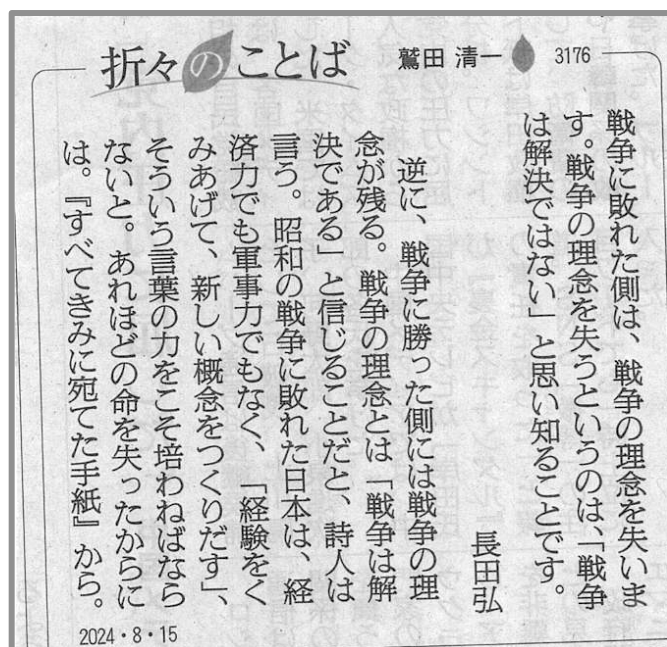 折々のことば 鷲田 清一 3176
戦争に敗れた側は、戦争の理念を失いま
す。戦争の理念を失うというのは、「戦争
は解決ではない」と思い知ることです。
長田弘
逆に、戦争に勝った側には戦争の理
念が残る。戦争の理念とは「戦争は解
決である」と信じることだと、詩人は
言う。昭和の戦争に敗れた日本は、経
済力でも軍事力でもなく、「経験をく
みあげて、新しい概念をつくりだす」、
そういう言葉の力をこそ培わねばなら
ないと。あれほどの命を失ったからに
は。『すべてきみに宛てた手紙』から。
2024・8・15